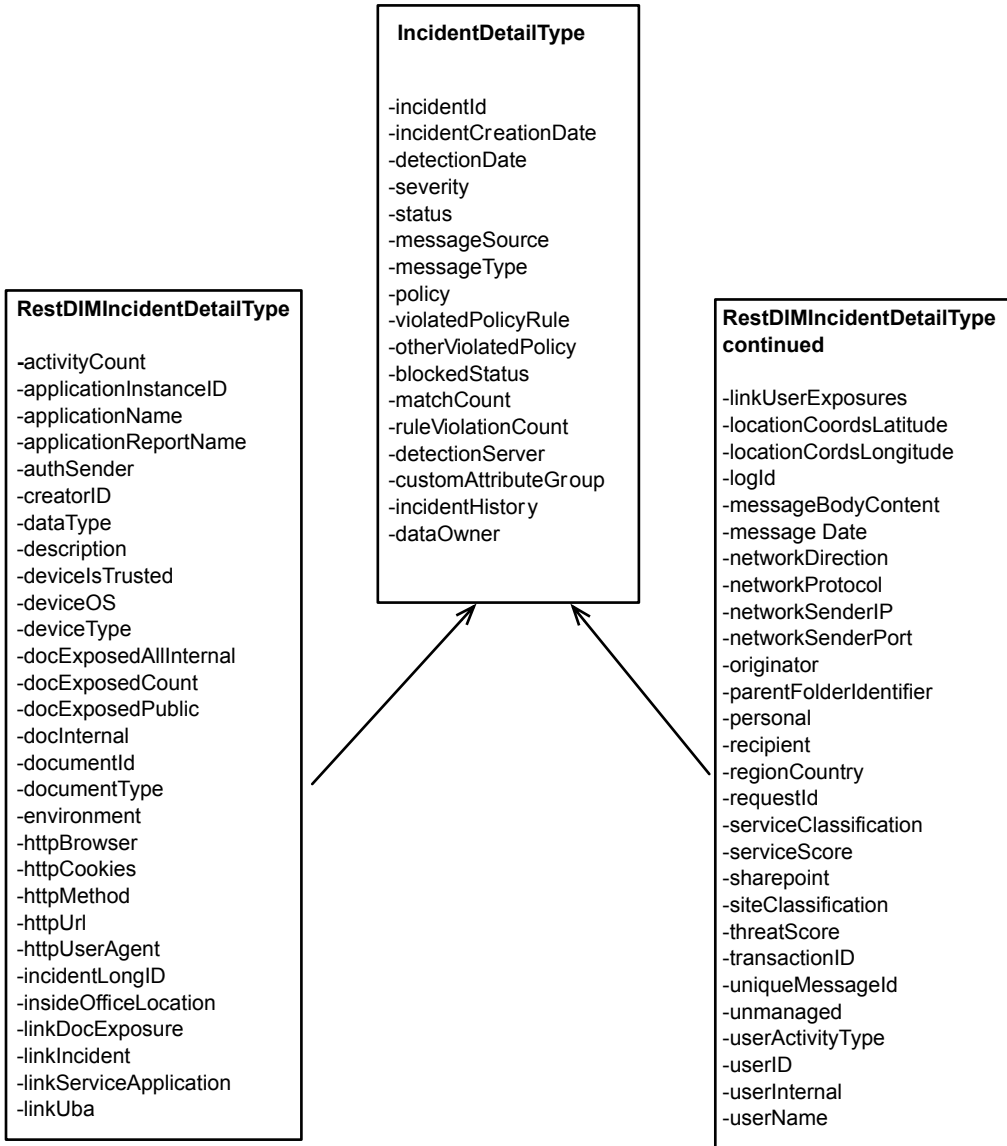 IncidentDetailType
-incidentId
-incidentCreationDate
-detectionDate
-severity
-status
-messageSource
-messageType
-policy
-violatedPolicyRule
-otherViolatedPolicy
-blockedStatus
-matchCount
-ruleViolationCount
-detectionServer
-customAttributeGroup
-incidentHistory
-dataOwner
RestDIMIncidentDetailType
-activityCount
-applicationInstanceID
-applicationName
-applicationReportName
-authSender
-creatorID
-dataType
-description
-deviceIsTrusted
-deviceOS
-deviceType
-docExposedAllInternal
-docExposedCount
-docExposedPublic
-docInternal
-documentId
-documentType
-environment
-httpBrowser
-httpCookies
-httpMethod
-httpUrl
-httpUserAgent
-incidentLongID
-insideOfficeLocation
-linkDocExposure
-linkIncident
-linkServiceApplication
-linkUba
RestDIMIncidentDetailType
continued
-linkUserExposures
-locationCoordsLatitude
-locationCordsLongitude
-logId
-messageBodyContent
-message Date
-networkDirection
-networkProtocol
-networkSenderIP
-networkSenderPort
-originator
-parentFolderIdentifier
-personal
-recipient
-regionCountry
-requestId
-serviceClassification
-serviceScore
-sharepoint
-siteClassification
-threatScore
-transactionID
-uniqueMessageId
-unmanaged
-userActivityType
-userID
-userInternal
-userName